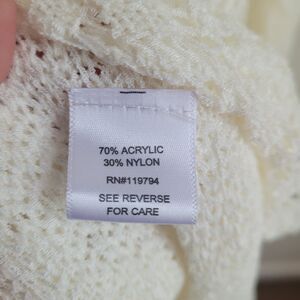 70% ACRYLIC
30% NYLON
RN#119794
SEE REVERSE
FOR CARE